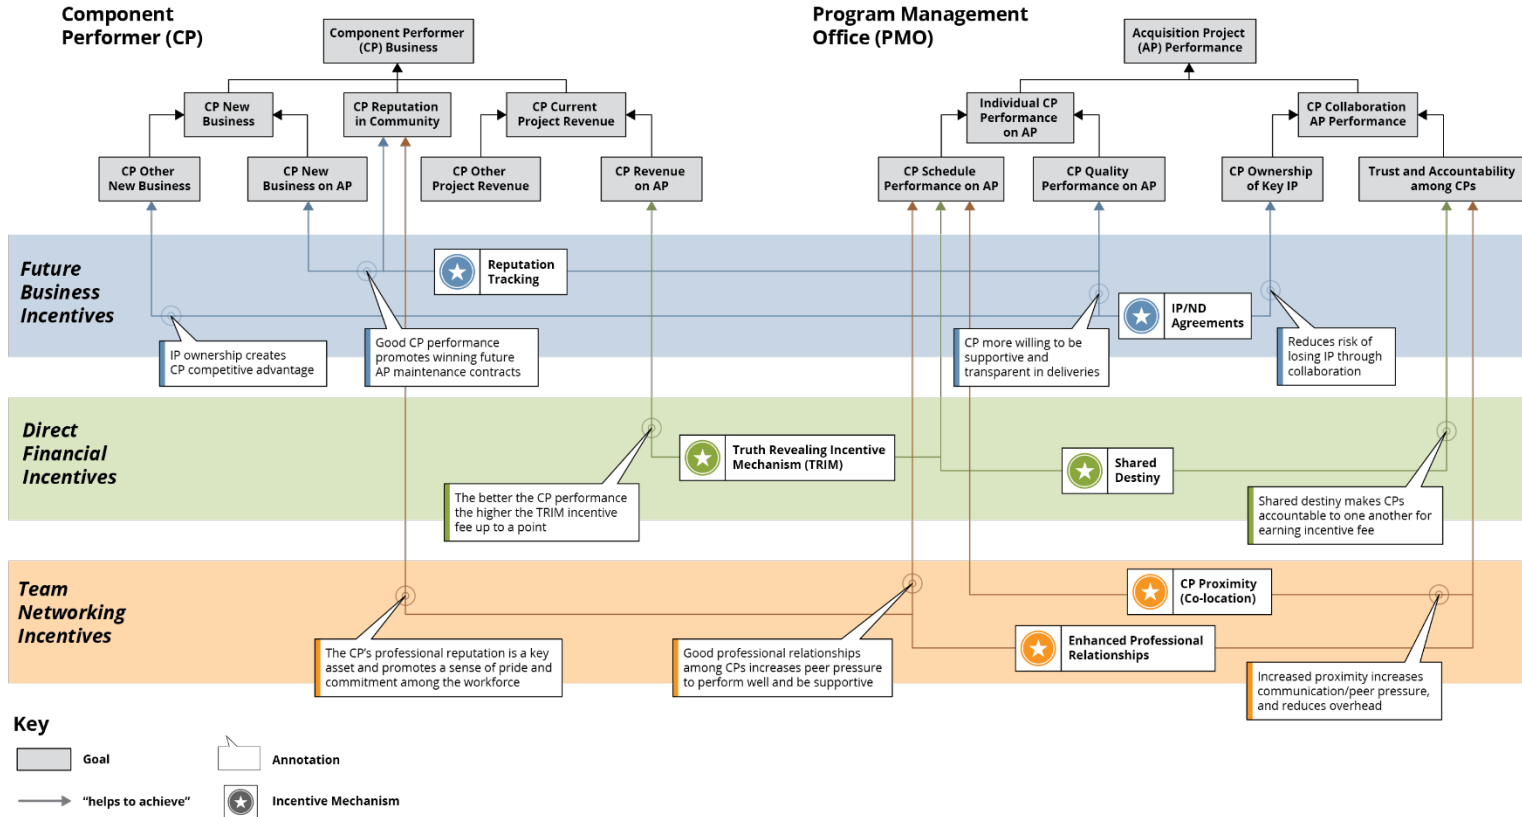 Component
Performer (CP)
Program Management
Office (PMO)
Component Performer
(CP) Business
Acquisition Project
(AP) Performance
CP New
Business
CP Reputation
in Community
CP Current
Project Revenue
Individual CP
Performance
on AP
CP Collaboration
AP Performance
CP Other
New Business
CP New
Business on AP
CP Other
Project Revenue
CP Revenue
on AP
CP Schedule
Performance on AP
CP Quality
Performance on AP
CP Ownership
of Key IP
Trust and Accountability
among CPs
Future
Business
Incentives
Reputation
Tracking
IP/ND
Agreements
IP ownership creates
CP competitive advantage
Good CP performance
promotes winning future
AP maintenance contracts
CP more willing to be
supportive and
transparent in deliveries
Reduces risk of
losing IP through
collaboration
Direct
Financial
Incentives
Truth Revealing Incentive
Mechanism (TRIM)
Shared
Destiny
The better the CP performance
the higher the TRIM incentive
fee up to a point
Shared destiny makes CPs
accountable to one another for
earning incentive fee
Team
Networking
Incentives
CP Proximity
(Co-location)
Enhanced Professional
Relationships
The CP's professional reputation is a key
asset and promotes a sense of pride and
commitment among the workforce
Good professional relationships
among CPs increases peer pressure
to perform well and be supportive
Increased proximity increases
communication/peer pressure,
and reduces overhead
Key
Goal
Annotation
"helps to achieve"
Incentive Mechanism